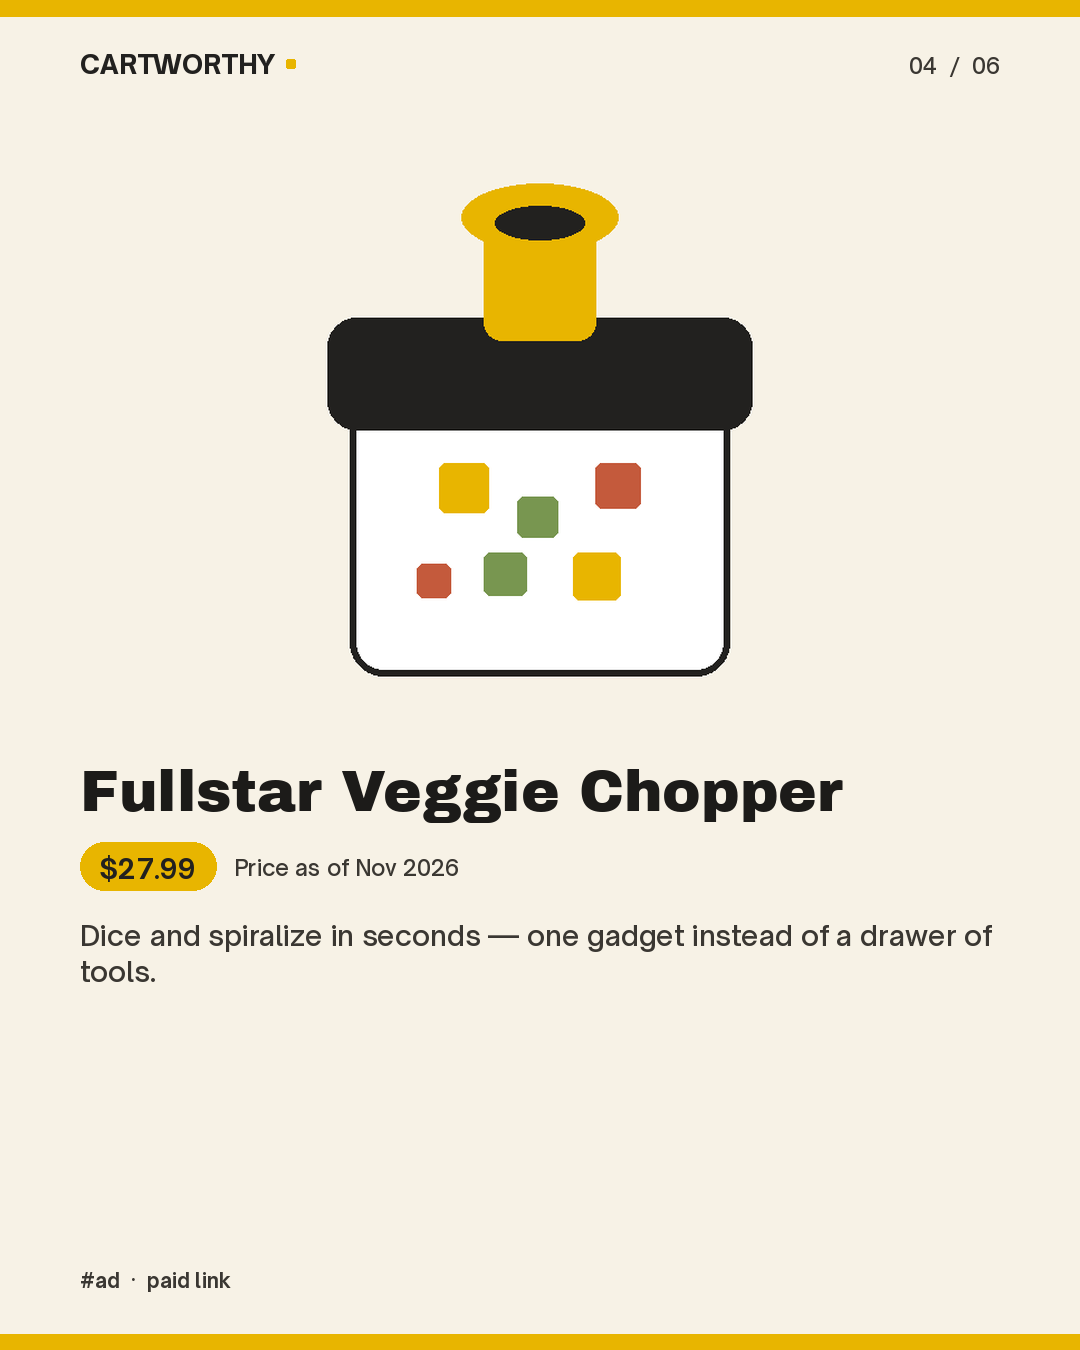 CARTWORTHY
04 / 06
Fullstar Veggie Chopper
$27.99 Price as of Nov 2026
Dice and spiralize in seconds — one gadget instead of a drawer of
tools.
#ad · paid link